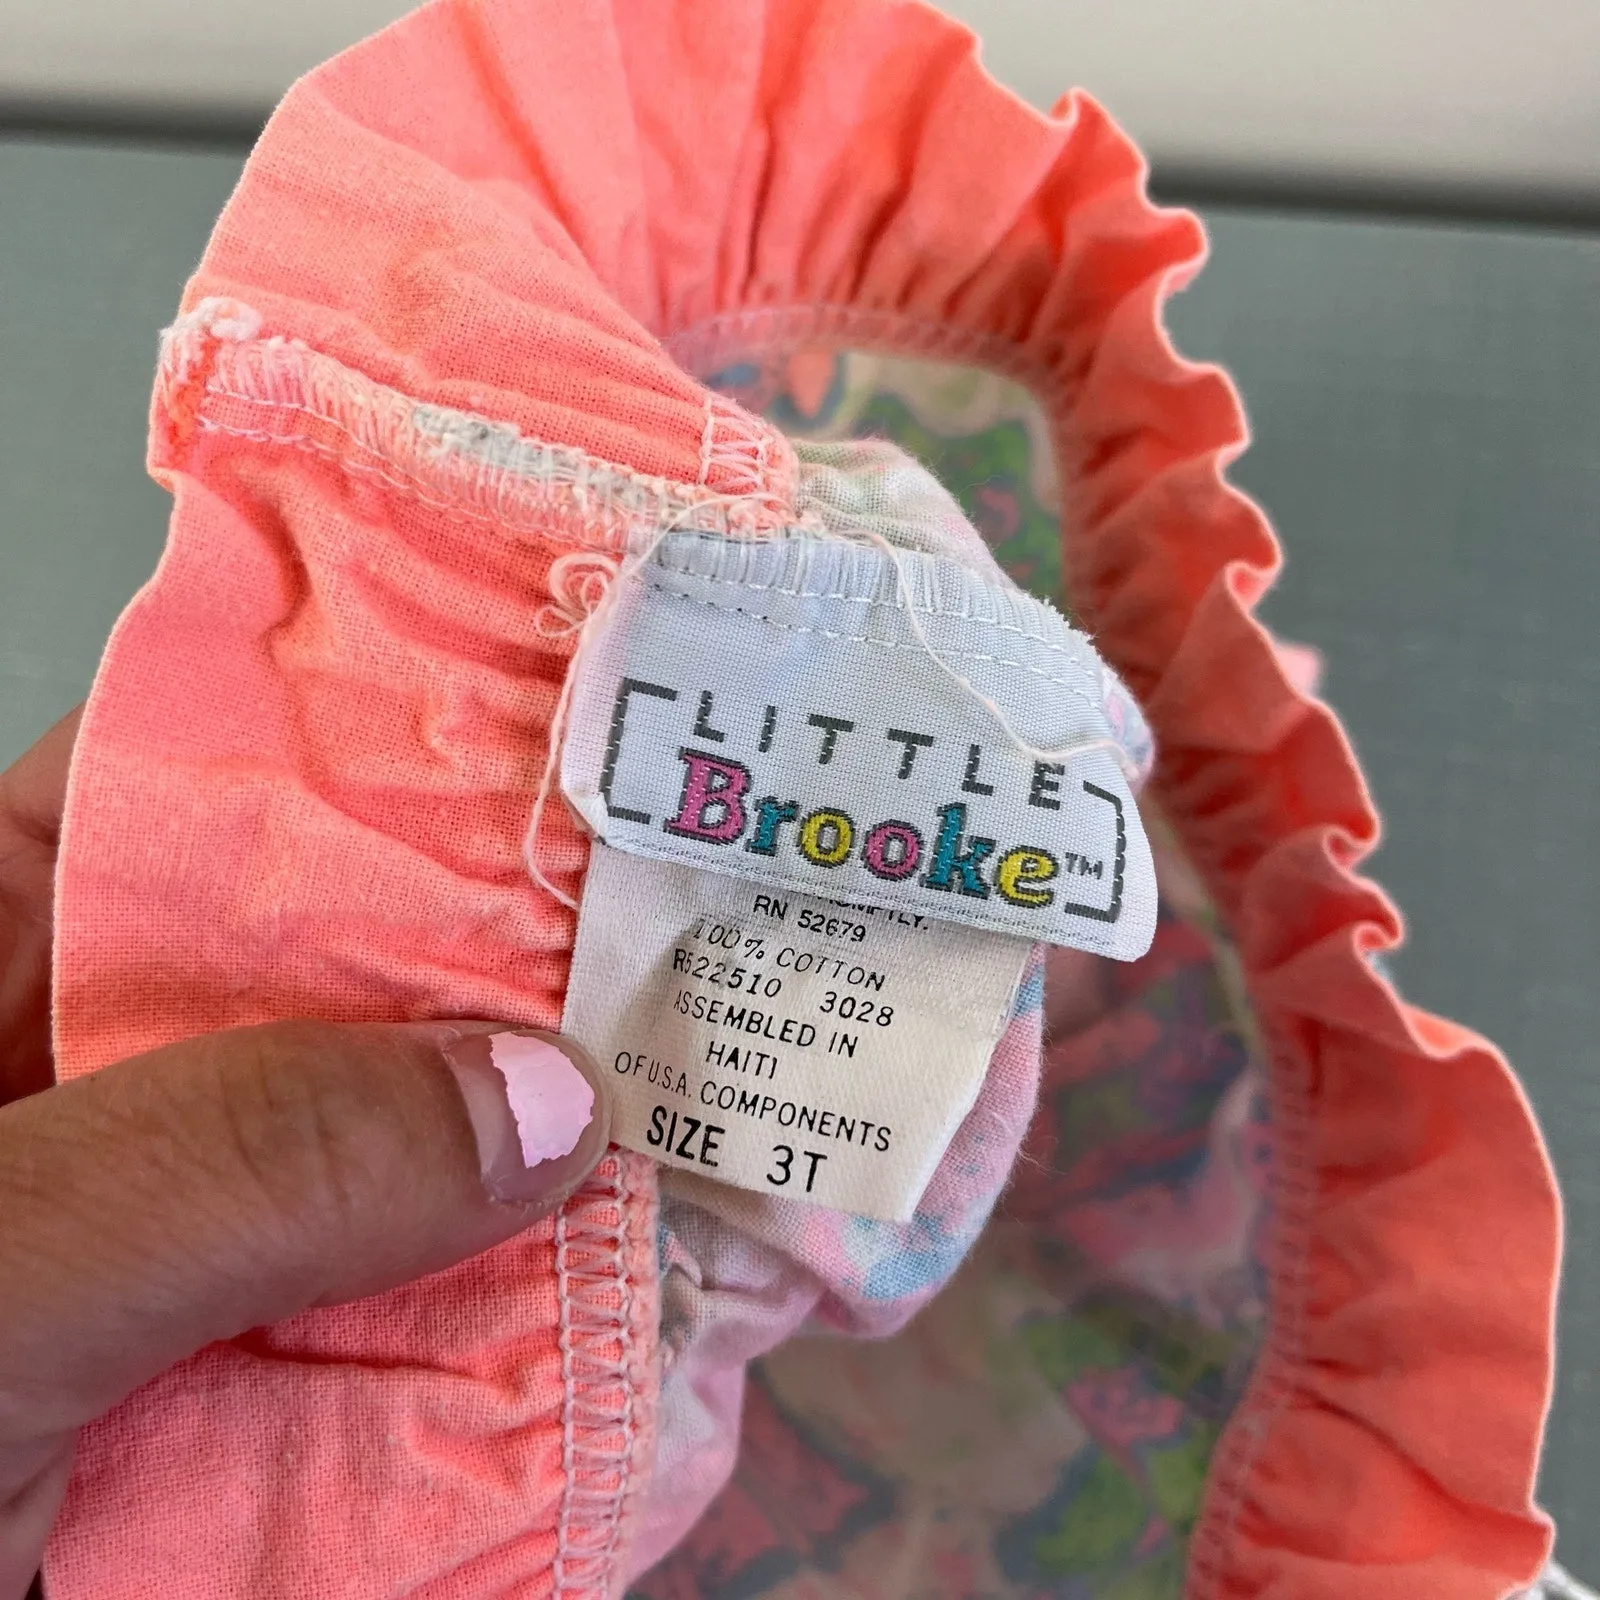 LITTLE
Brooke™
RN 52679
100% COTTON
R522510 3028
ASSEMBLED IN
HAITI
OF U.S.A. COMPONENTS
SIZE 3T